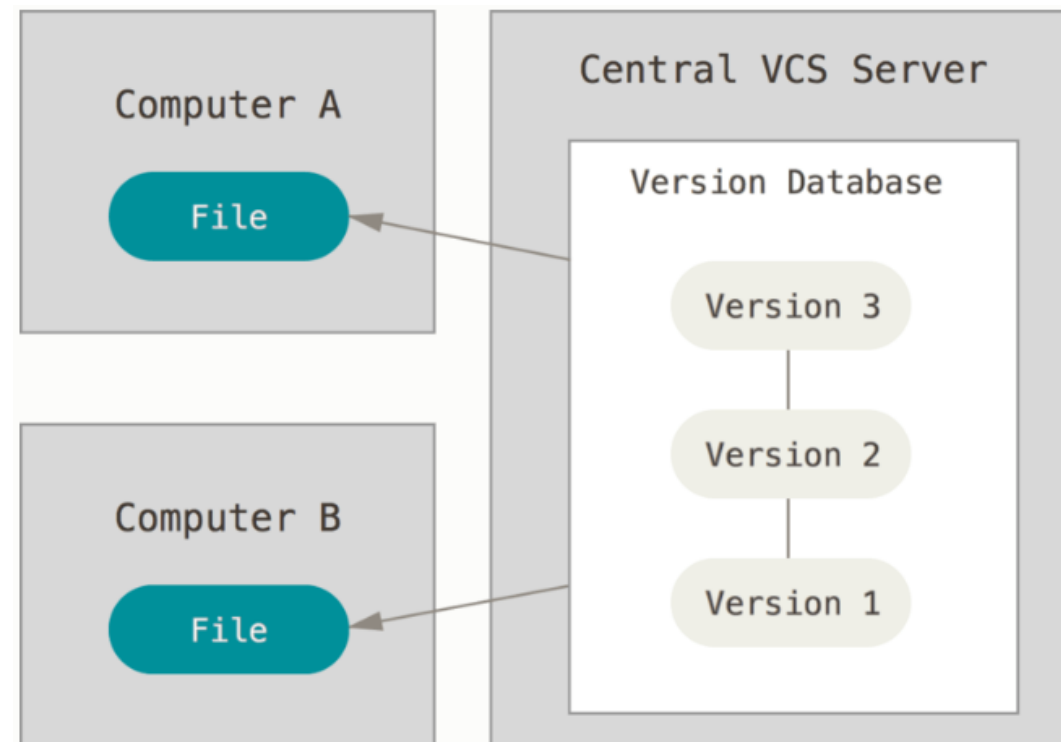 Computer A
File
Computer B
File
Central VCS Server
Version Database
Version 3
Version 2
Version 1